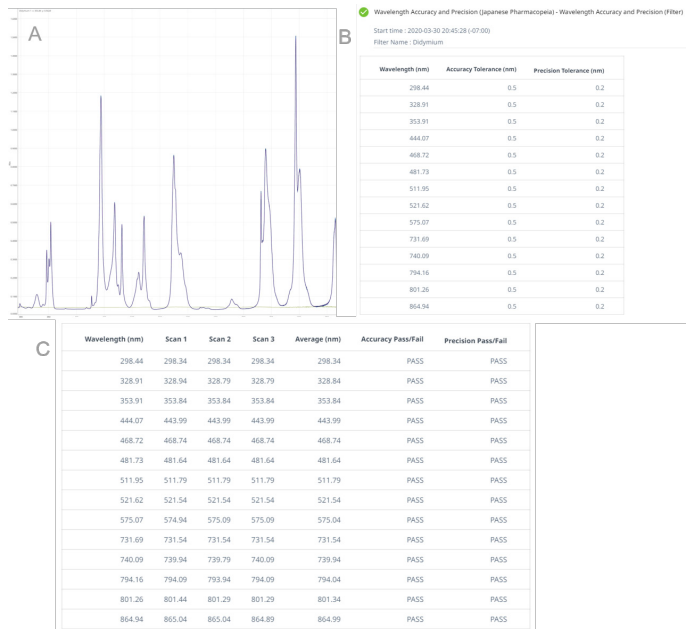 A
B
Wavelength Accuracy and Precision (Japanese Pharmacopeia) - Wavelength Accuracy and Precision (Filter)
Start time : 2020-03-30 20:45:28 (-07:00)
Filter Name : Didymium
Wavelength (nm) Accuracy Tolerance (nm) Precision Tolerance (nm)
298.44 0.5 0.2
328.91 0.5 0.2
353.91 0.5 0.2
444.07 0.5 0.2
468.72 0.5 0.2
481.73 0.5 0.2
511.95 0.5 0.2
521.62 0.5 0.2
575.07 0.5 0.2
731.69 0.5 0.2
740.09 0.5 0.2
794.16 0.5 0.2
801.26 0.5 0.2
864.94 0.5 0.2
C
Wavelength (nm) Scan 1 Scan 2 Scan 3 Average (nm) Accuracy Pass/Fail Precision Pass/Fail
298.44 298.34 298.34 298.34 298.34 PASS PASS
328.91 328.94 328.79 328.79 328.84 PASS PASS
353.91 353.84 353.84 353.84 353.84 PASS PASS
444.07 443.99 443.99 443.99 443.99 PASS PASS
468.72 468.74 468.74 468.74 468.74 PASS PASS
481.73 481.64 481.64 481.64 481.64 PASS PASS
511.95 511.79 511.79 511.79 511.79 PASS PASS
521.62 521.54 521.54 521.54 521.54 PASS PASS
575.07 574.94 575.09 575.09 575.04 PASS PASS
731.69 731.54 731.54 731.54 731.54 PASS PASS
740.09 739.94 739.79 740.09 739.94 PASS PASS
794.16 794.09 793.94 794.09 794.04 PASS PASS
801.26 801.44 801.29 801.29 801.34 PASS PASS
864.94 865.04 865.04 864.89 864.99 PASS PASS